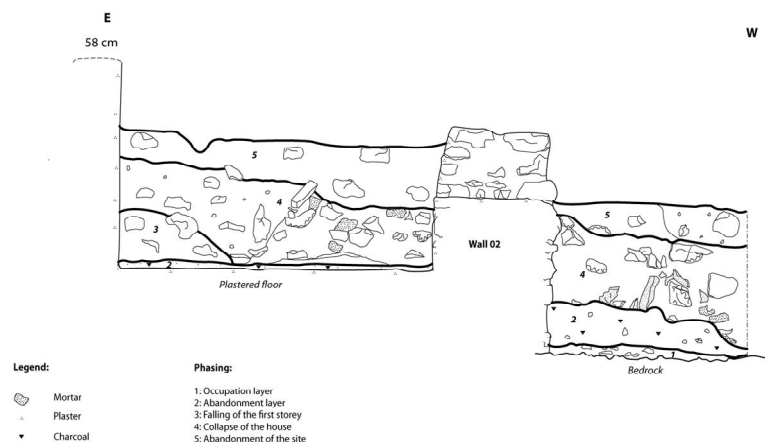 E
58 cm
W
5
4
3
2
Plastered floor
Wall 02
5
4
2
1
Bedrock
Legend:
Mortar
Plaster
Charcoal
Phasing:
1: Occupation layer
2: Abandonment layer
3: Falling of the first storey
4: Collapse of the house
5: Abandonment of the site